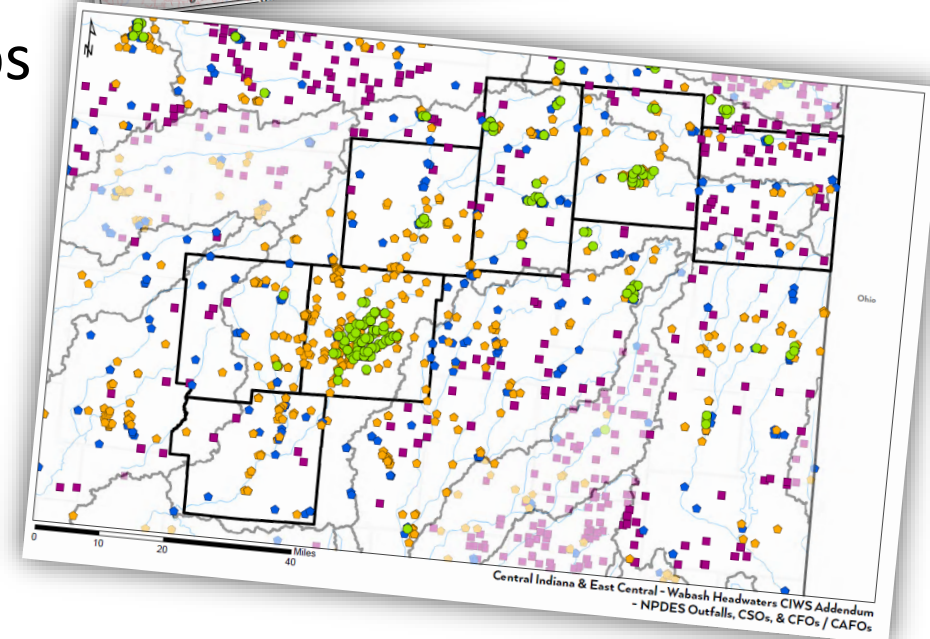 os
N
Ohio
0 10 20 40 Miles
Central Indiana & East Central - Wabash Headwaters CIWS Addendum
- NPDES Outfalls, CSOs, & CFOs / CAFOs